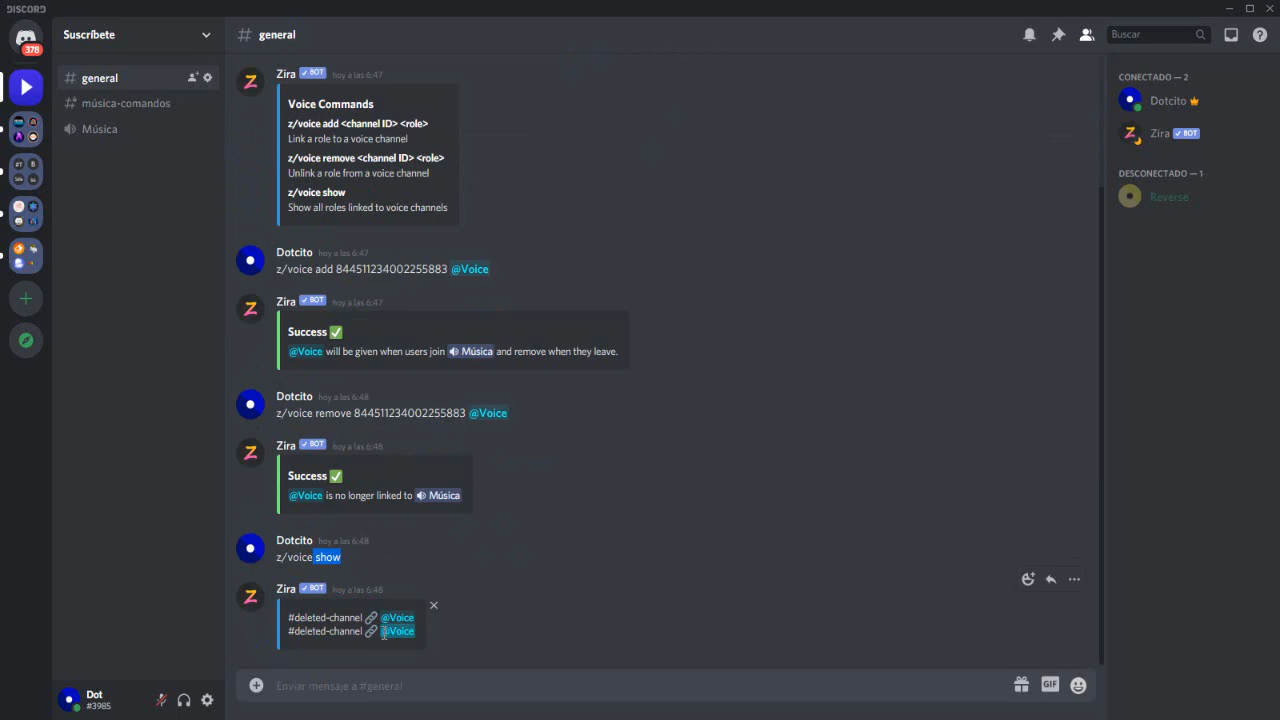 DISCORD
378
Suscríbete
general
música-comandos
Música
Dot
#3985
general
Buscar
Zira BOT hoy a las 6:47
Voice Commands
z/voice add <channel ID> <role>
Link a role to a voice channel
z/voice remove <channel ID> <role>
Unlink a role from a voice channel
z/voice show
Show all roles linked to voice channels
Dotcito hoy a las 6:47
z/voice add 844511234002255883 @Voice
Zira BOT hoy a las 6:47
Success ✅
@Voice will be given when users join Música and remove when they leave.
Dotcito hoy a las 6:48
z/voice remove 844511234002255883 @Voice
Zira BOT hoy a las 6:48
Success ✅
@Voice is no longer linked to Música
Dotcito hoy a las 6:48
z/voice show
Zira BOT hoy a las 6:48
#deleted-channel 🔗 @Voice
#deleted-channel 🔗 @Voice
Enviar mensaje a #general
GIF
CONECTADO — 2
Dotcito
Zira BOT
DESCONECTADO — 1
Reverse